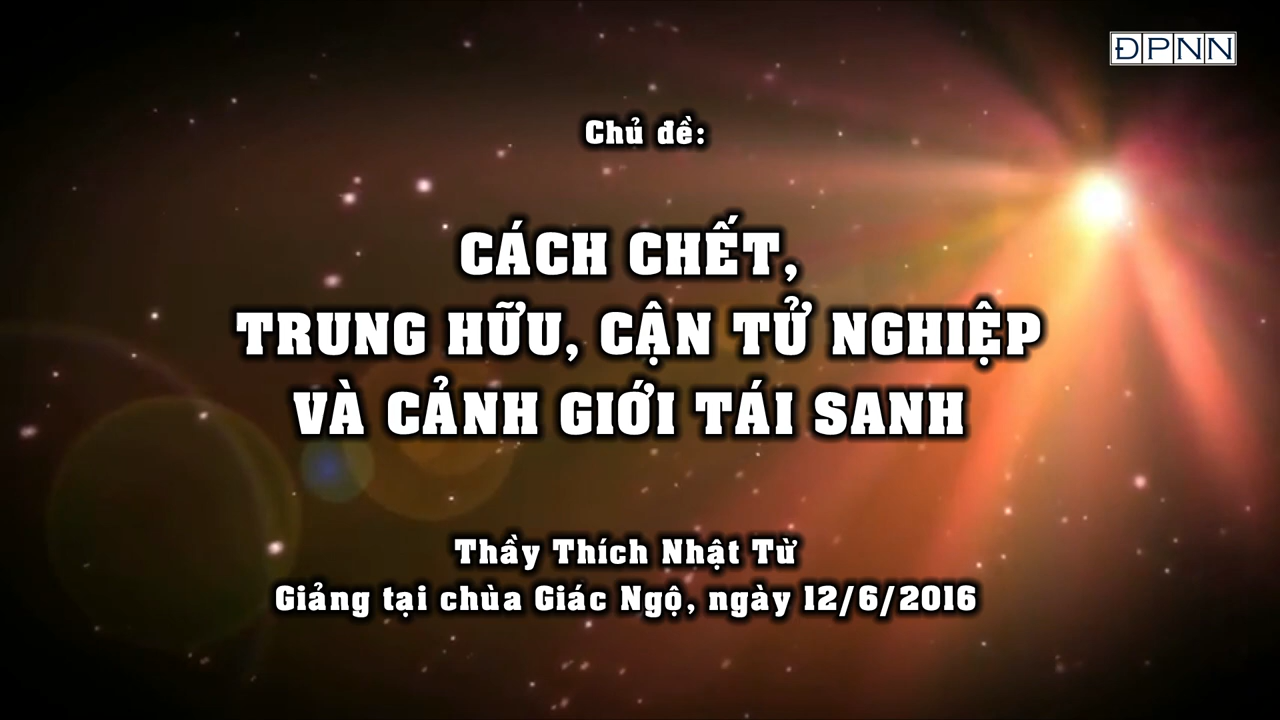 ĐPNN
Chủ đề:
CÁCH CHẾT,
TRUNG HỮU, CẬN TỬ NGHIỆP
VÀ CẢNH GIỚI TÁI SANH
Thầy Thích Nhật Từ
Giảng tại chùa Giác Ngộ, ngày 12/6/2016